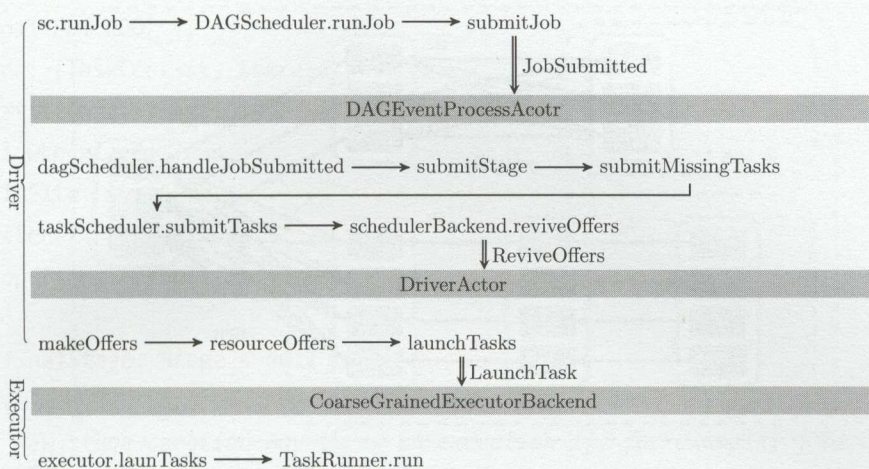 sc.runJob DAGScheduler.runJob submitJob
JobSubmitted
DAGEventProcessAcotr
Driver
dagScheduler.handleJobSubmitted submitStage submitMissingTasks
taskScheduler.submitTasks schedulerBackend.reviveOffers
ReviveOffers
DriverActor
makeOffers resourceOffers launchTasks
LaunchTask
CoarseGrainedExecutorBackend
Executor
executor.launTasks TaskRunner.run